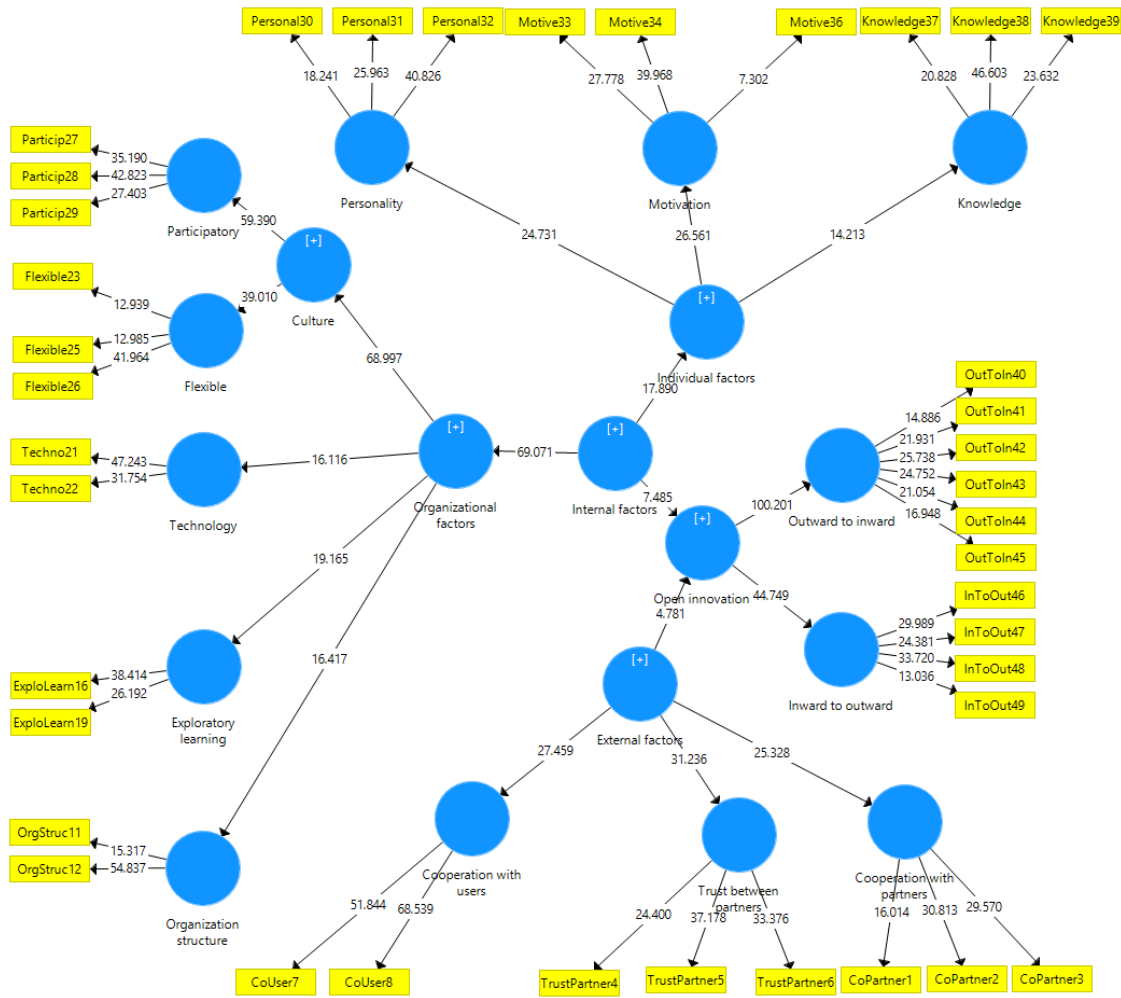 Personal30
Personal31
Personal32
Motive33
Motive34
Motive36
Knowledge37
Knowledge38
Knowledge39
18.241
25.963
40.826
27.778
39.968
7.302
20.828
46.603
23.632
Personality
Motivation
Knowledge
Particip27
Particip28
Particip29
35.190
42.823
27.403
Participatory
59.390
[+]
Culture
24.731
26.561
14.213
Flexible23
Flexible25
Flexible26
12.939
12.985
41.964
39.010
Flexible
68.997
[+]
Individual factors
17.890
OutToIn40
OutToIn41
OutToIn42
OutToIn43
OutToIn44
OutToIn45
14.886
21.931
25.738
24.752
21.054
16.948
Outward to inward
Techno21
Techno22
47.243
31.754
Technology
16.116
[+]
Organizational
factors
69.071
[+]
Internal factors
7.485
100.201
[+]
Open innovation
44.749
4.781
InToOut46
InToOut47
InToOut48
InToOut49
29.989
24.381
33.720
13.036
Inward to outward
19.165
16.417
ExploLearn16
ExploLearn19
38.414
26.192
Exploratory
learning
[+]
External factors
27.459
31.236
25.328
OrgStruc11
OrgStruc12
15.317
54.837
Organization
structure
Cooperation with
users
Trust between
partners
Cooperation with
partners
51.844
68.539
24.400
37.178
33.376
16.014
30.813
29.570
CoUser7
CoUser8
TrustPartner4
TrustPartner5
TrustPartner6
CoPartner1
CoPartner2
CoPartner3